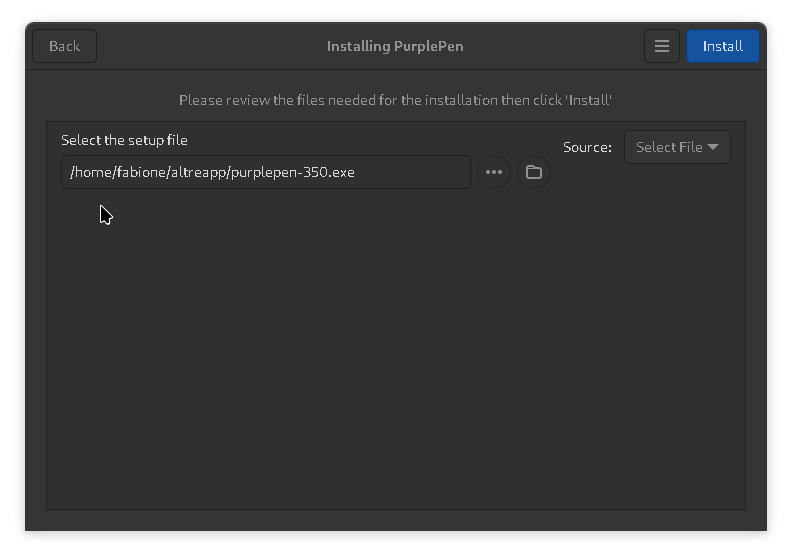 Back
Installing PurplePen
Install
Please review the files needed for the installation then click 'Install'
Select the setup file
Source:
Select File
/home/fabione/altreapp/purplepen-350.exe